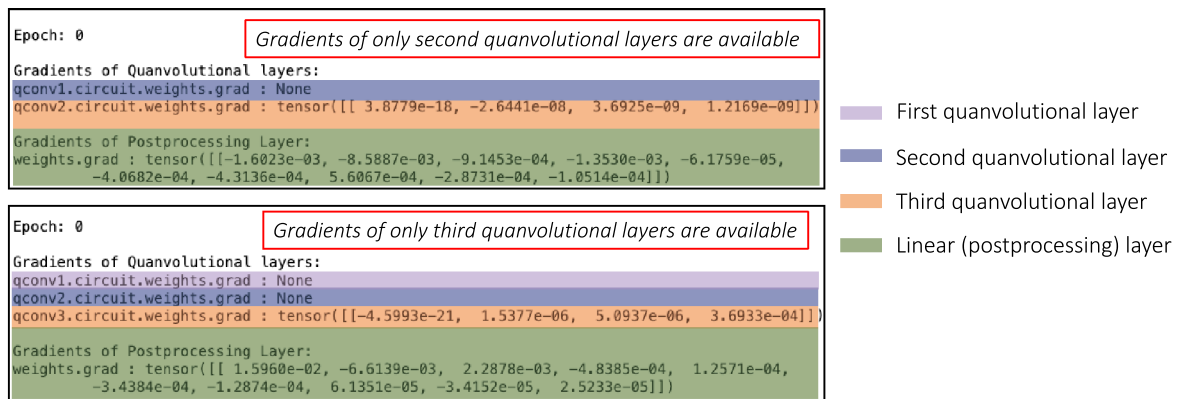 Epoch: 0
Gradients of only second quanvolutional layers are available
Gradients of Quanvolutional layers:
qconv1.circuit.weights.grad : None
qconv2.circuit.weights.grad : tensor([[ 3.8779e-18, -2.6441e-08, 3.6925e-09, 1.2169e-09]])
Gradients of Postprocessing Layer:
weights.grad : tensor([[-1.6023e-03, -8.5887e-03, -9.1453e-04, -1.3530e-03, -6.1759e-05,
-4.0682e-04, -4.3136e-04, 5.6067e-04, -2.8731e-04, -1.0514e-04]])
Epoch: 0
Gradients of only third quanvolutional layers are available
Gradients of Quanvolutional layers:
qconv1.circuit.weights.grad : None
qconv2.circuit.weights.grad : None
qconv3.circuit.weights.grad : tensor([[-4.5993e-21, 1.5377e-06, 5.0937e-06, 3.6933e-04]])
Gradients of Postprocessing Layer:
weights.grad : tensor([[ 1.5960e-02, -6.6139e-03, 2.2878e-03, -4.8385e-04, 1.2571e-04,
-3.4384e-04, -1.2874e-04, 6.1351e-05, -3.4152e-05, 2.5233e-05]])
First quanvolutional layer
Second quanvolutional layer
Third quanvolutional layer
Linear (postprocessing) layer